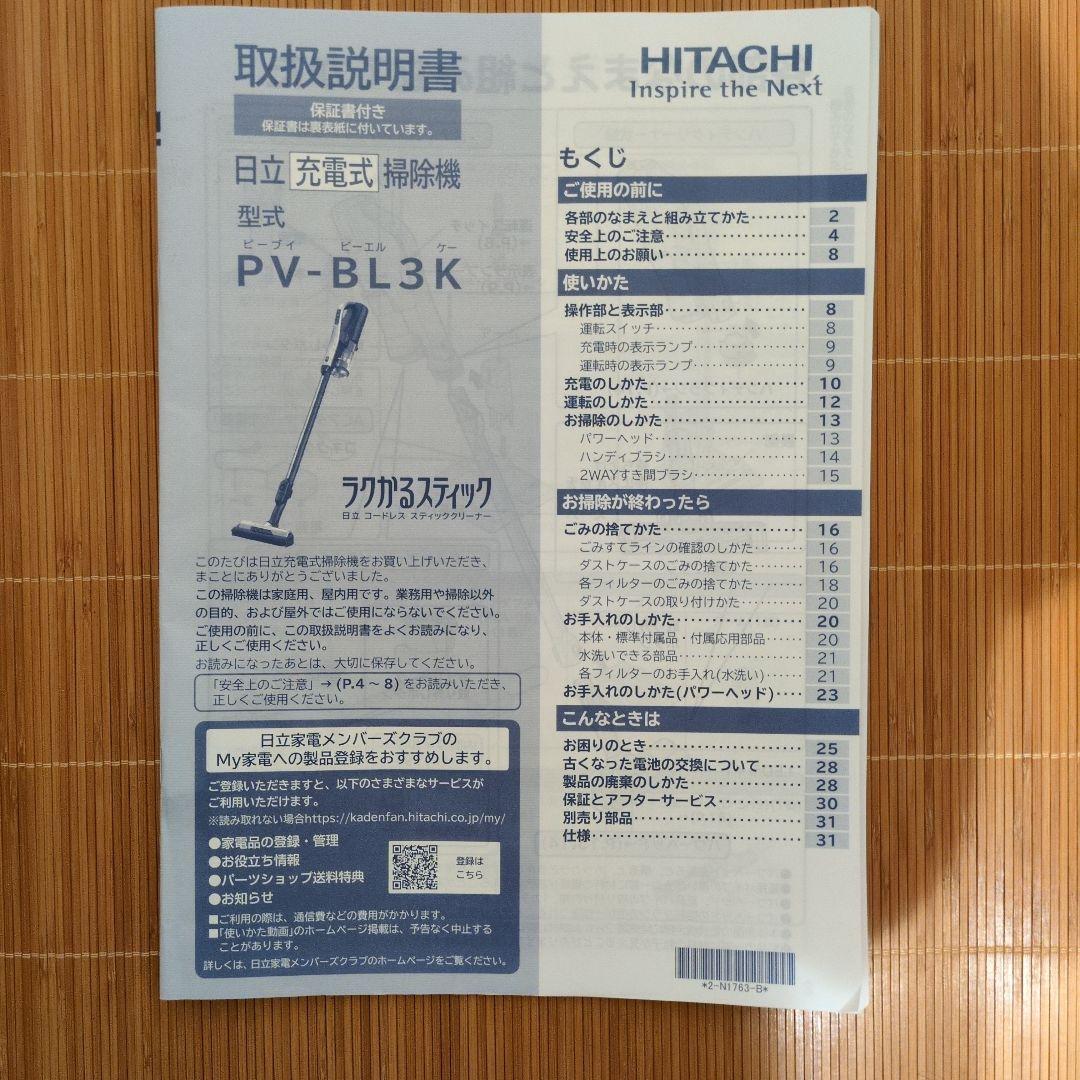 取扱説明書
保証書付き
保証書は裏表紙に付いています。
日立 充電式 掃除機
型式
ピーブイ ビーエル ケー
PV-BL3K
ラクかるスティック
日立 コードレス スティッククリーナー
このたびは日立充電式掃除機をお買い上げいただき、
まことにありがとうございました。
この掃除機は家庭用、屋内用です。業務用や掃除以外
の目的、および屋外ではご使用にならないでください。
ご使用の前に、この取扱説明書をよくお読みになり、
正しくご使用ください。
お読みになったあとは、大切に保存してください。
「安全上のご注意」→ (P.4 ~ 8) をお読みいただき、
正しくご使用ください。
日立家電メンバーズクラブの
My家電への製品登録をおすすめします。
ご登録いただきますと、以下のさまざまなサービスが
ご利用いただけます。
※読み取れない場合https://kadenfan.hitachi.co.jp/my/
●家電品の登録・管理
●お役立ち情報
●パーツショップ送料特典
●お知らせ
登録は
こちら
■ご利用の際は、通信費などの費用がかかります。
■「使いかた動画」のホームページ掲載は、予告なく中止する
ことがあります。
詳しくは、日立家電メンバーズクラブのホームページをご覧ください。
HITACHI
Inspire the Next
もくじ
ご使用の前に
各部のなまえと組み立てかた········ 2
安全上のご注意···················· 4
使用上のお願い···················· 8
使いかた
操作部と表示部···················· 8
運転スイッチ···················· 8
充電時の表示ランプ·············· 9
運転時の表示ランプ·············· 9
充電のしかた···················· 10
運転のしかた···················· 12
お掃除のしかた·················· 13
パワーヘッド···················· 13
ハンディブラシ·················· 14
2WAYすき間ブラシ·············· 15
お掃除が終わったら
ごみの捨てかた·················· 16
ごみすてラインの確認のしかた········ 16
ダストケースのごみの捨てかた········ 16
各フィルターのごみの捨てかた········ 18
ダストケースの取り付けかた·········· 20
お手入れのしかた················ 20
本体・標準付属品・付属応用部品······ 20
水洗いできる部品················ 21
各フィルターのお手入れ(水洗い)····· 21
お手入れのしかた(パワーヘッド)···· 23
こんなときは
お困りのとき···················· 25
古くなった電池の交換について······ 28
製品の廃棄のしかた·············· 28
保証とアフターサービス············ 30
別売り部品······················ 31
仕様···························· 31
*2-N1763-B*